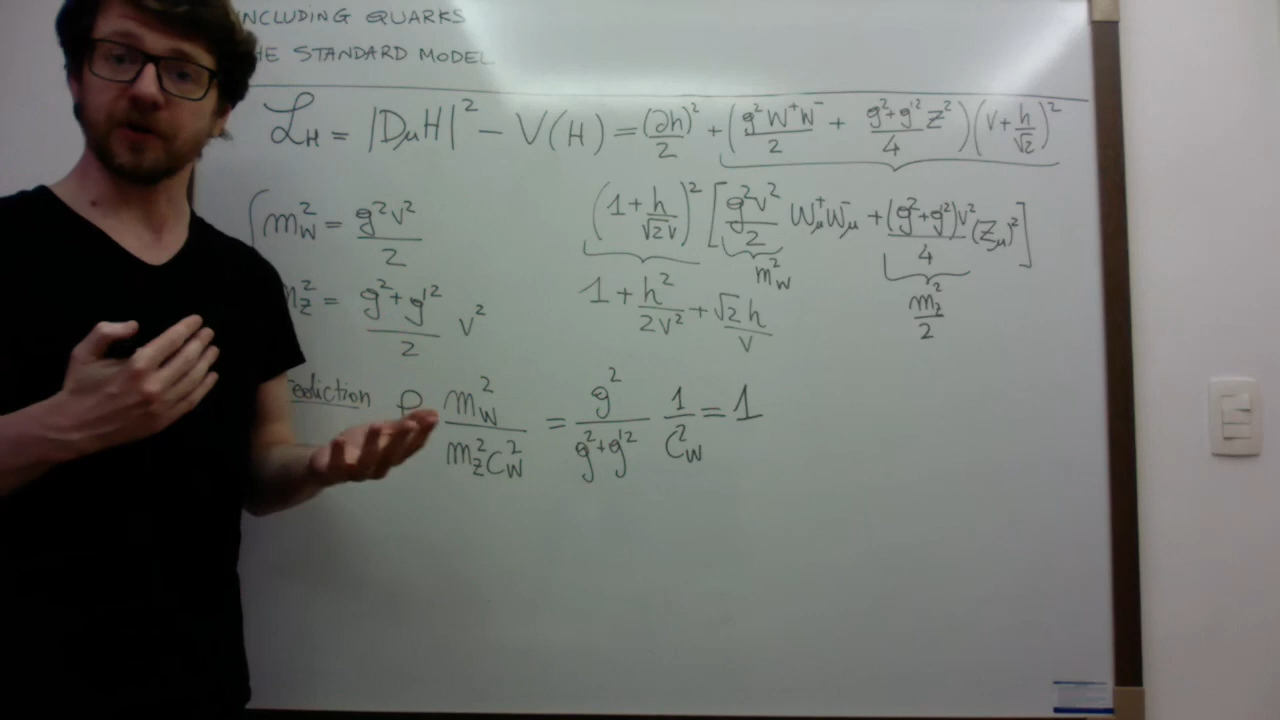 INCLUDING QUARKS
HE STANDARD MODEL
ℒ_H = |D_μH|² − V(H) = (∂h)²/2 + (g²W⁺W⁻/2 + g²+g'²/4 Z²)(v + h/√2)²
m_W² = g²v²/2
(1 + h/√2v)² [g²v²/2 W_μ⁺W_μ⁻ + (g²+g'²)v²/4 (Z_μ)²]
m_W²
m_Z²/2
m_Z² = g²+g'²/2 v²
1 + h²/2v² + √2h/v
ediction ρ m_W²/m_Z²c_W² = g²/g²+g'² 1/c_W² = 1